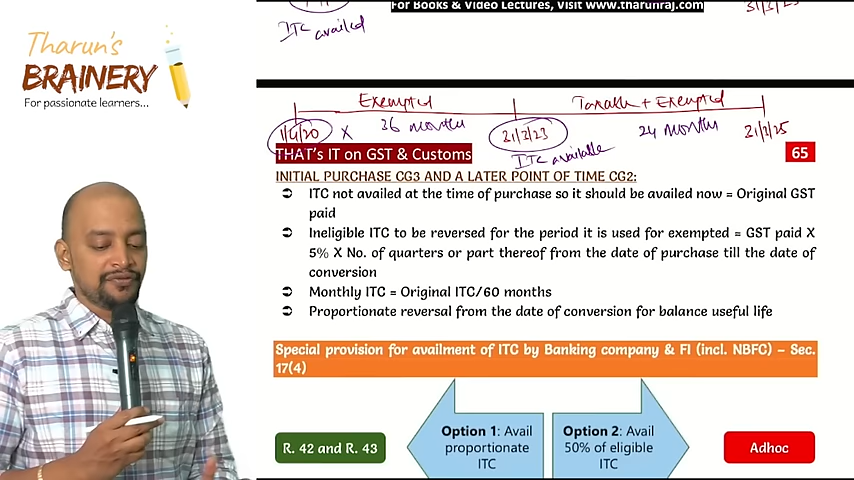 Tharun's
BRAINERY
For passionate learners...
For Books & Video Lectures, Visit www.tharunraj.com
ITC availed
Exempted
Taxable + Exempted
1/4/20 X 36 months 31/3/23 24 months 31/3/25
ITC available
THAT's IT on GST & Customs
65
INITIAL PURCHASE CG3 AND A LATER POINT OF TIME CG2:
➲ ITC not availed at the time of purchase so it should be availed now = Original GST
paid
➲ Ineligible ITC to be reversed for the period it is used for exempted = GST paid X
5% X No. of quarters or part thereof from the date of purchase till the date of
conversion
➲ Monthly ITC = Original ITC/60 months
➲ Proportionate reversal from the date of conversion for balance useful life
Special provision for availment of ITC by Banking company & FI (incl. NBFC) – Sec.
17(4)
R. 42 and R. 43
Option 1: Avail
proportionate
ITC
Option 2: Avail
50% of eligible
ITC
Adhoc